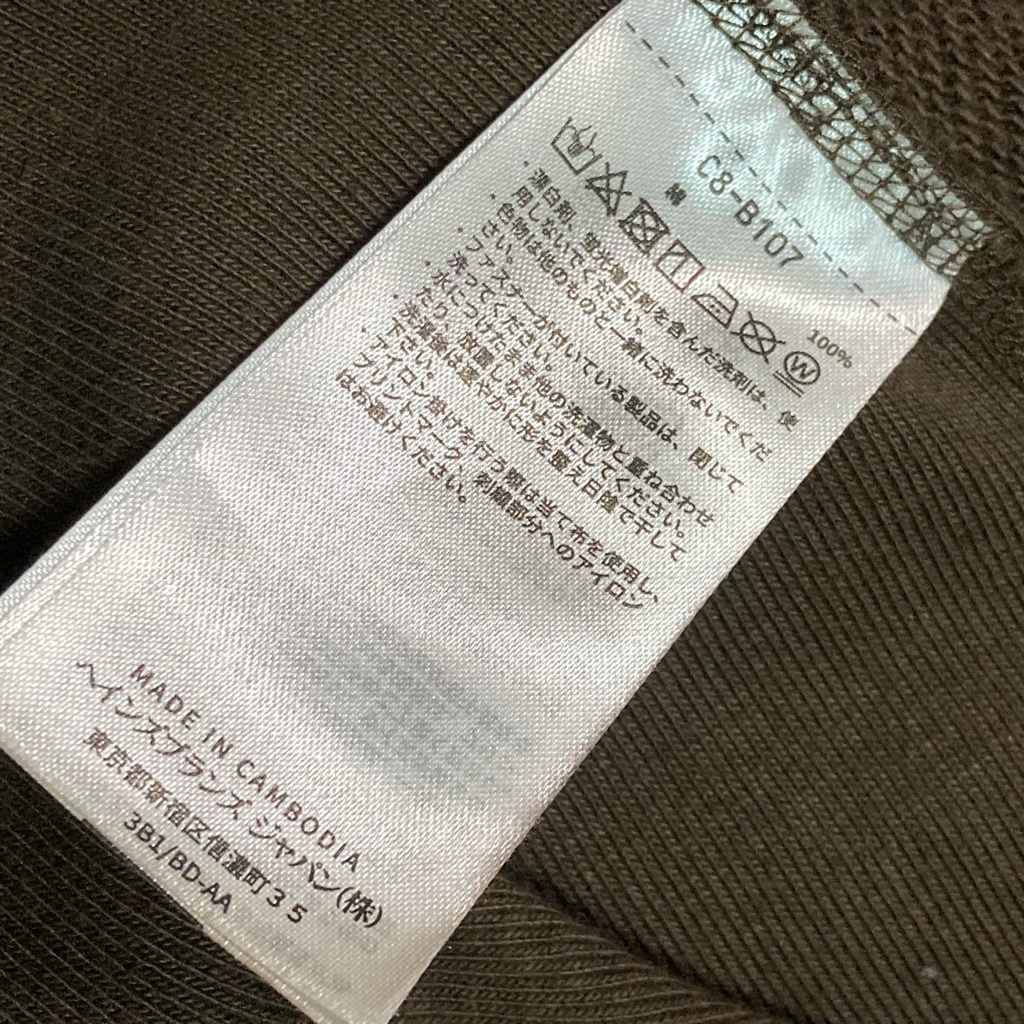 C8-B107
綿 100%
W
・漂白剤、蛍光増白剤を含んだ洗剤は、使
用しないでください。
・色物は他のものと一緒に洗わないでくだ
さい。
・ファスナーが付いている製品は、閉じて
洗ってください。
・水につけたまま他の洗濯物と重ね合わせ
たり、放置しないようにしてください。
・洗濯後は速やかに形を整え日陰で干して
下さい。
アイロン掛けを行う際は当て布を使用し、
プリントマーク、刺繍部分へのアイロン
はお避けください。
MADE IN CAMBODIA
ヘインズブランズ ジャパン(株)
東京都新宿区信濃町35
3B1/BD-AA